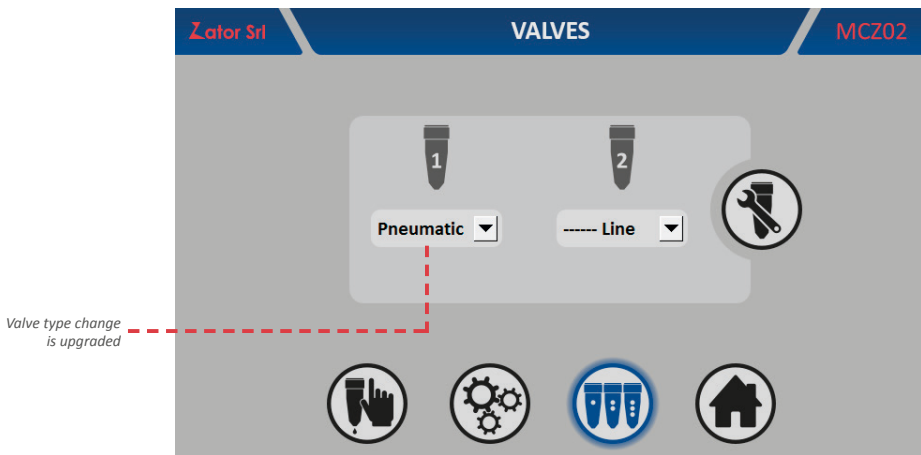 Zator Srl
VALVES
MCZ02
1
2
Pneumatic
------ Line
Valve type change
is upgraded